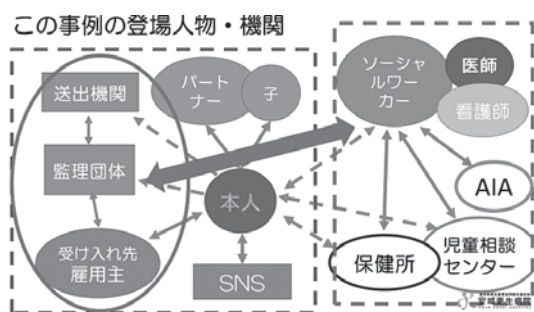 この事例の登場人物・機関
送出機関
パート
ナー
子
監理団体
本人
受け入れ先
雇用主
SNS
ソーシャ
ルワー
カー
医師
看護師
AIA
保健所
児童相談
センター